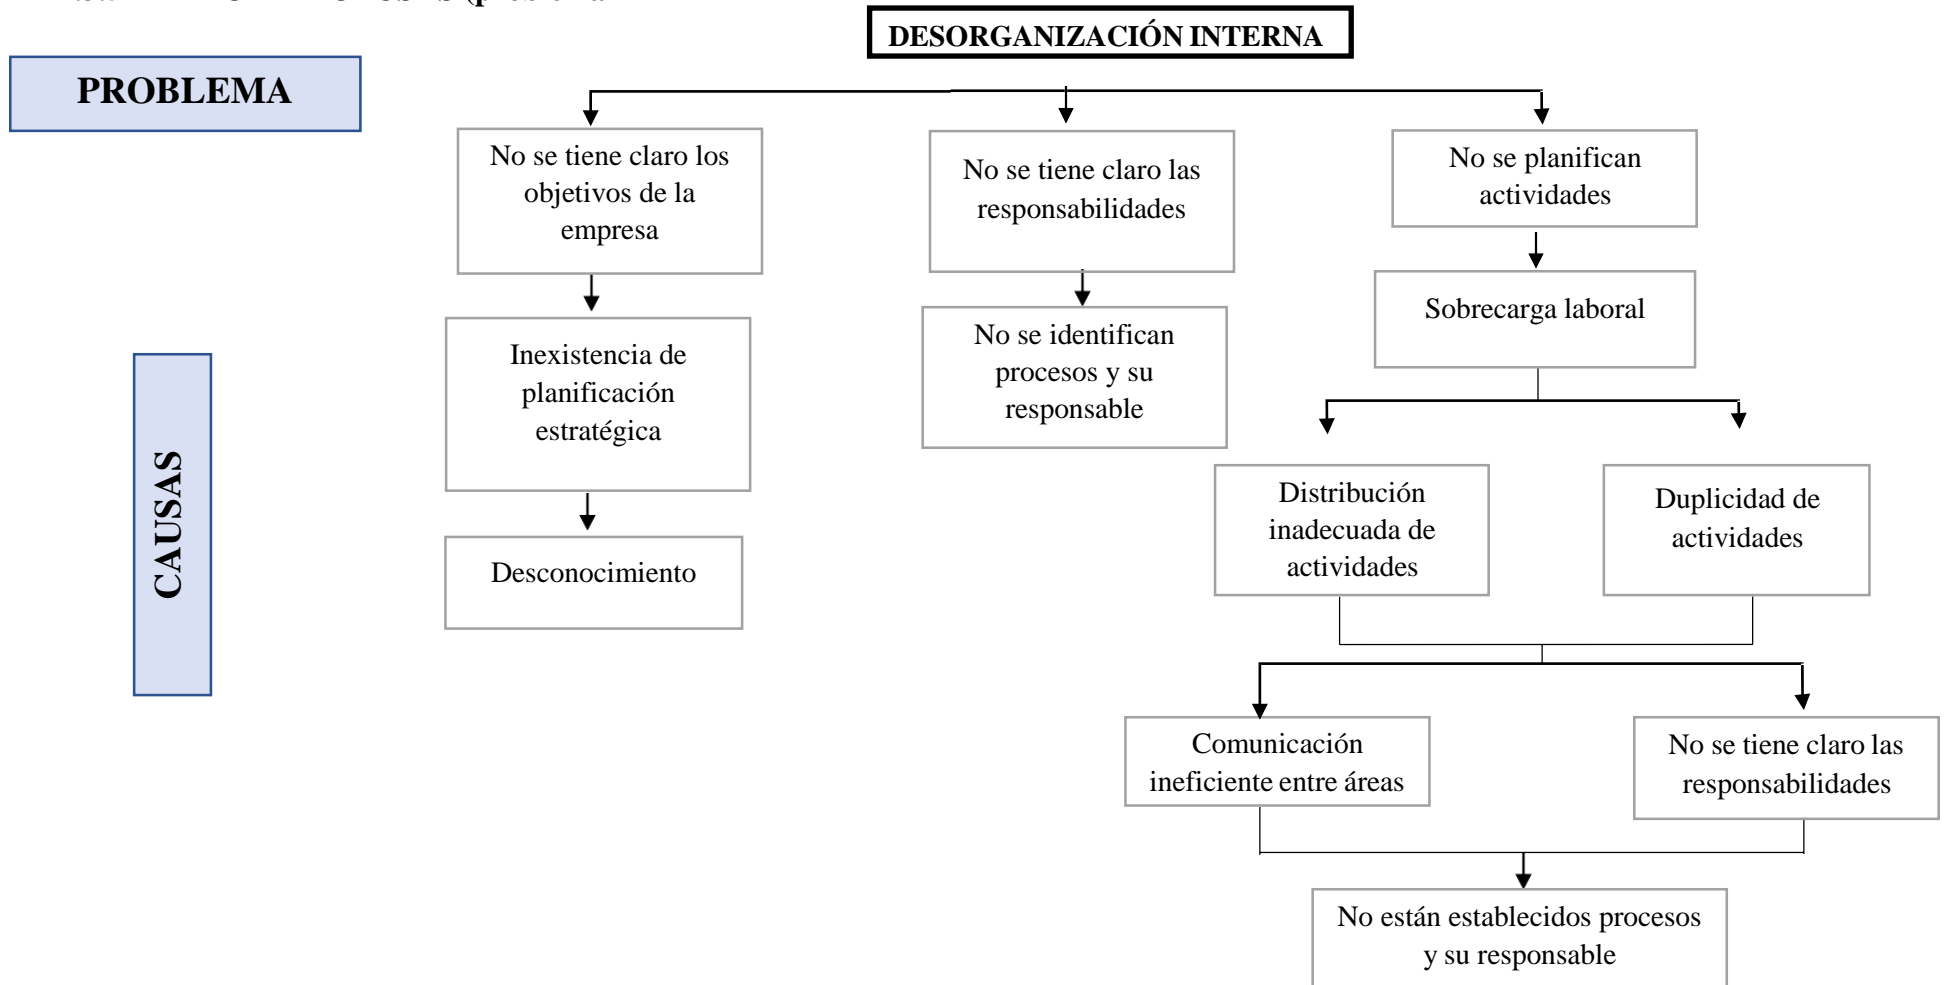 DESORGANIZACIÓN INTERNA
PROBLEMA
No se tiene claro los
objetivos de la
empresa
No se tiene claro las
responsabilidades
No se planifican
actividades
Inexistencia de
planificación
estratégica
No se identifican
procesos y su
responsable
Sobrecarga laboral
CAUSAS
Desconocimiento
Distribución
inadecuada de
actividades
Duplicidad de
actividades
Comunicación
ineficiente entre áreas
No se tiene claro las
responsabilidades
No están establecidos procesos
y su responsable